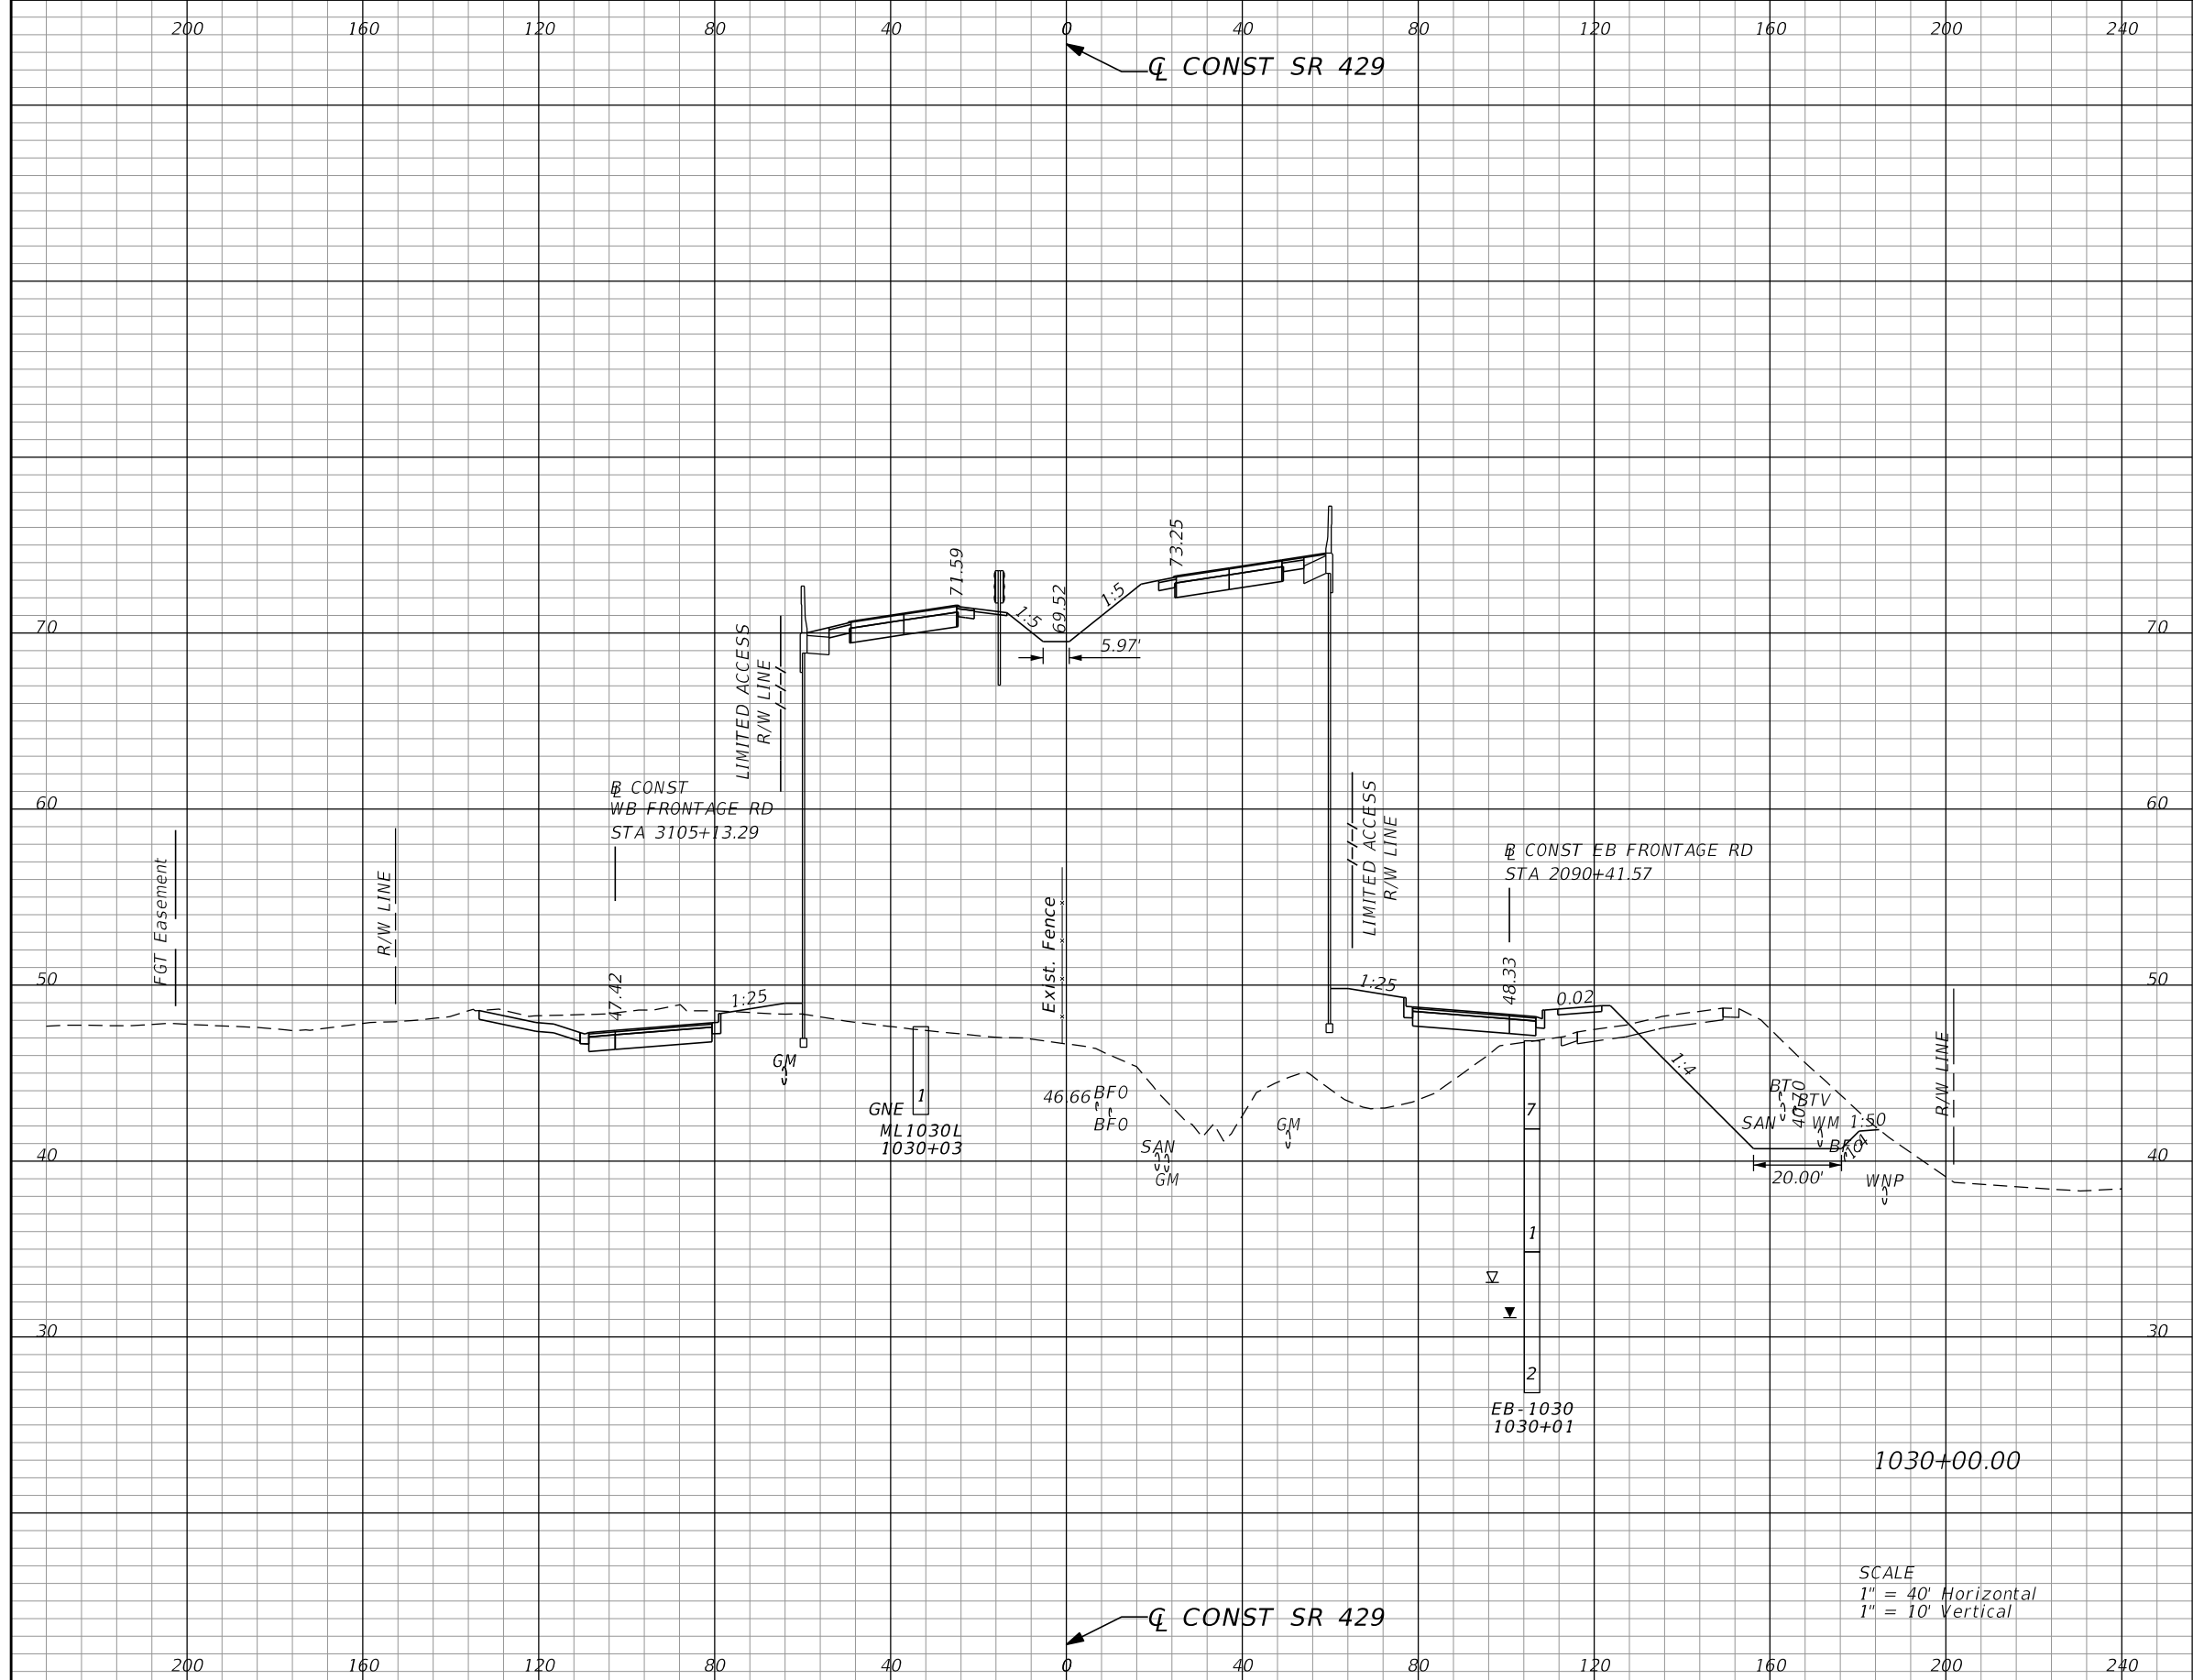 200 160 120 80 40 0 40 80 120 160 200 240
℄ CONST SR 429
73.25
71.59
69.52
1:5
1:5
5.97'
70 70
LIMITED ACCESS
R/W LINE
60 60
B CONST
WB FRONTAGE RD
STA 3105+13.29
LIMITED ACCESS
R/W LINE
B CONST EB FRONTAGE RD
STA 2090+41.57
FGT Easement
R/W LINE
Exist. Fence
50 50
47.42
1:25
1:25
48.33
0.02
R/W LINE
GM
46.66
BFO
BFO
GNE
1
ML1030L
1030+03
SAN
GM
GM
7
1:4
BT
40.70
BTV
SAN
WM
1:50
BFO
1:4
40 40
20.00'
WNP
1
30 30
2
EB-1030
1030+01
1030+00.00
SCALE
1" = 40' Horizontal
1" = 10' Vertical
℄ CONST SR 429
200 160 120 80 40 0 40 80 120 160 200 240